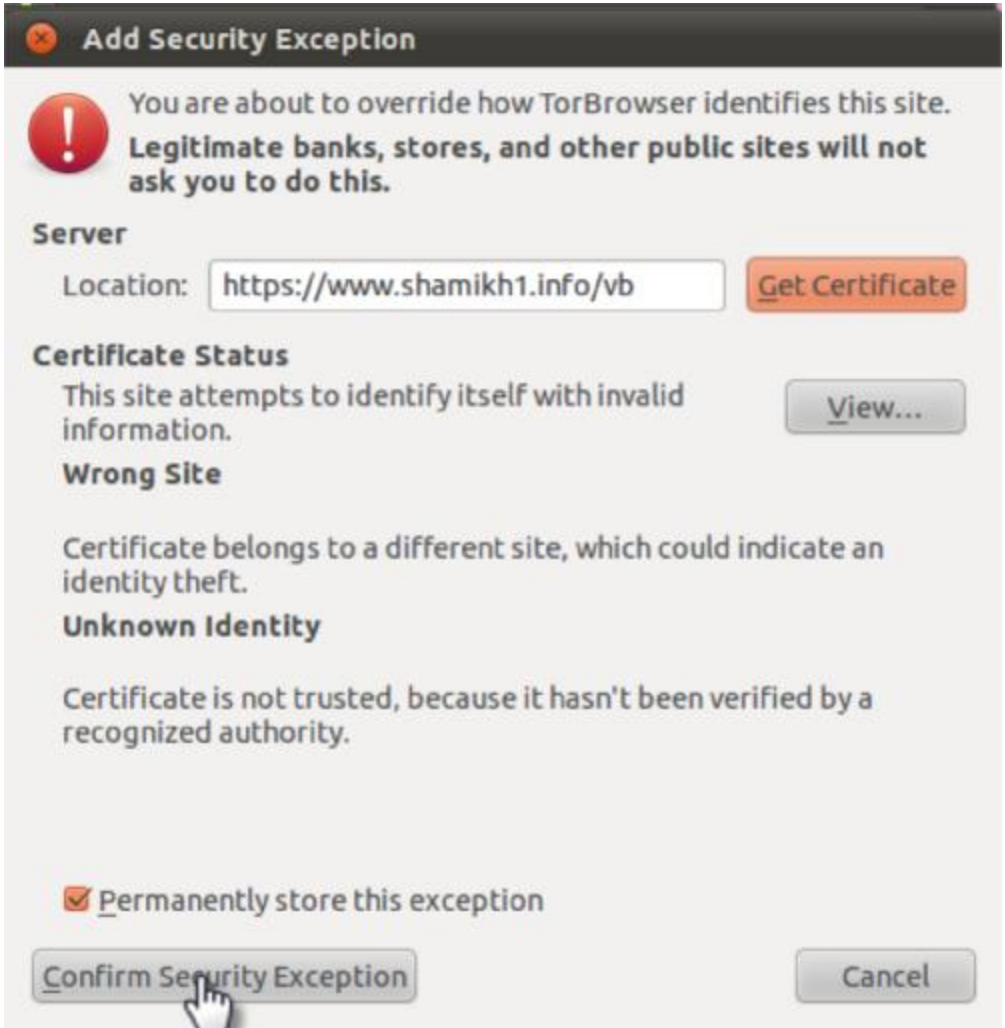 Add Security Exception
You are about to override how TorBrowser identifies this site.
Legitimate banks, stores, and other public sites will not
ask you to do this.
Server
Location: https://www.shamikh1.info/vb Get Certificate
Certificate Status
This site attempts to identify itself with invalid
information.
View...
Wrong Site
Certificate belongs to a different site, which could indicate an
identity theft.
Unknown Identity
Certificate is not trusted, because it hasn't been verified by a
recognized authority.
Permanently store this exception
Confirm Security Exception Cancel